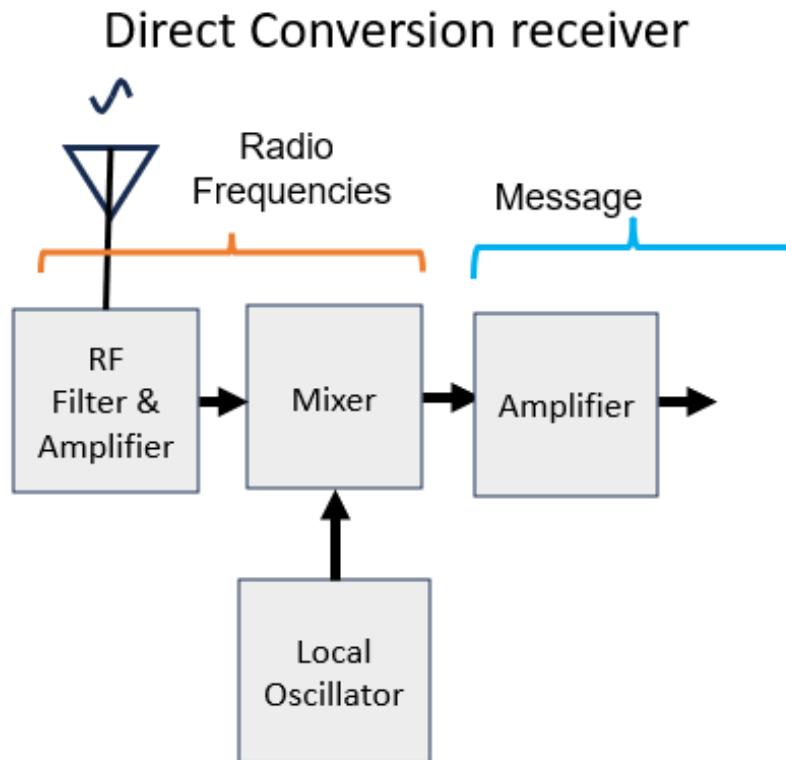 Direct Conversion receiver
Radio
Frequencies
Message
RF
Filter &
Amplifier
Mixer
Amplifier
Local
Oscillator